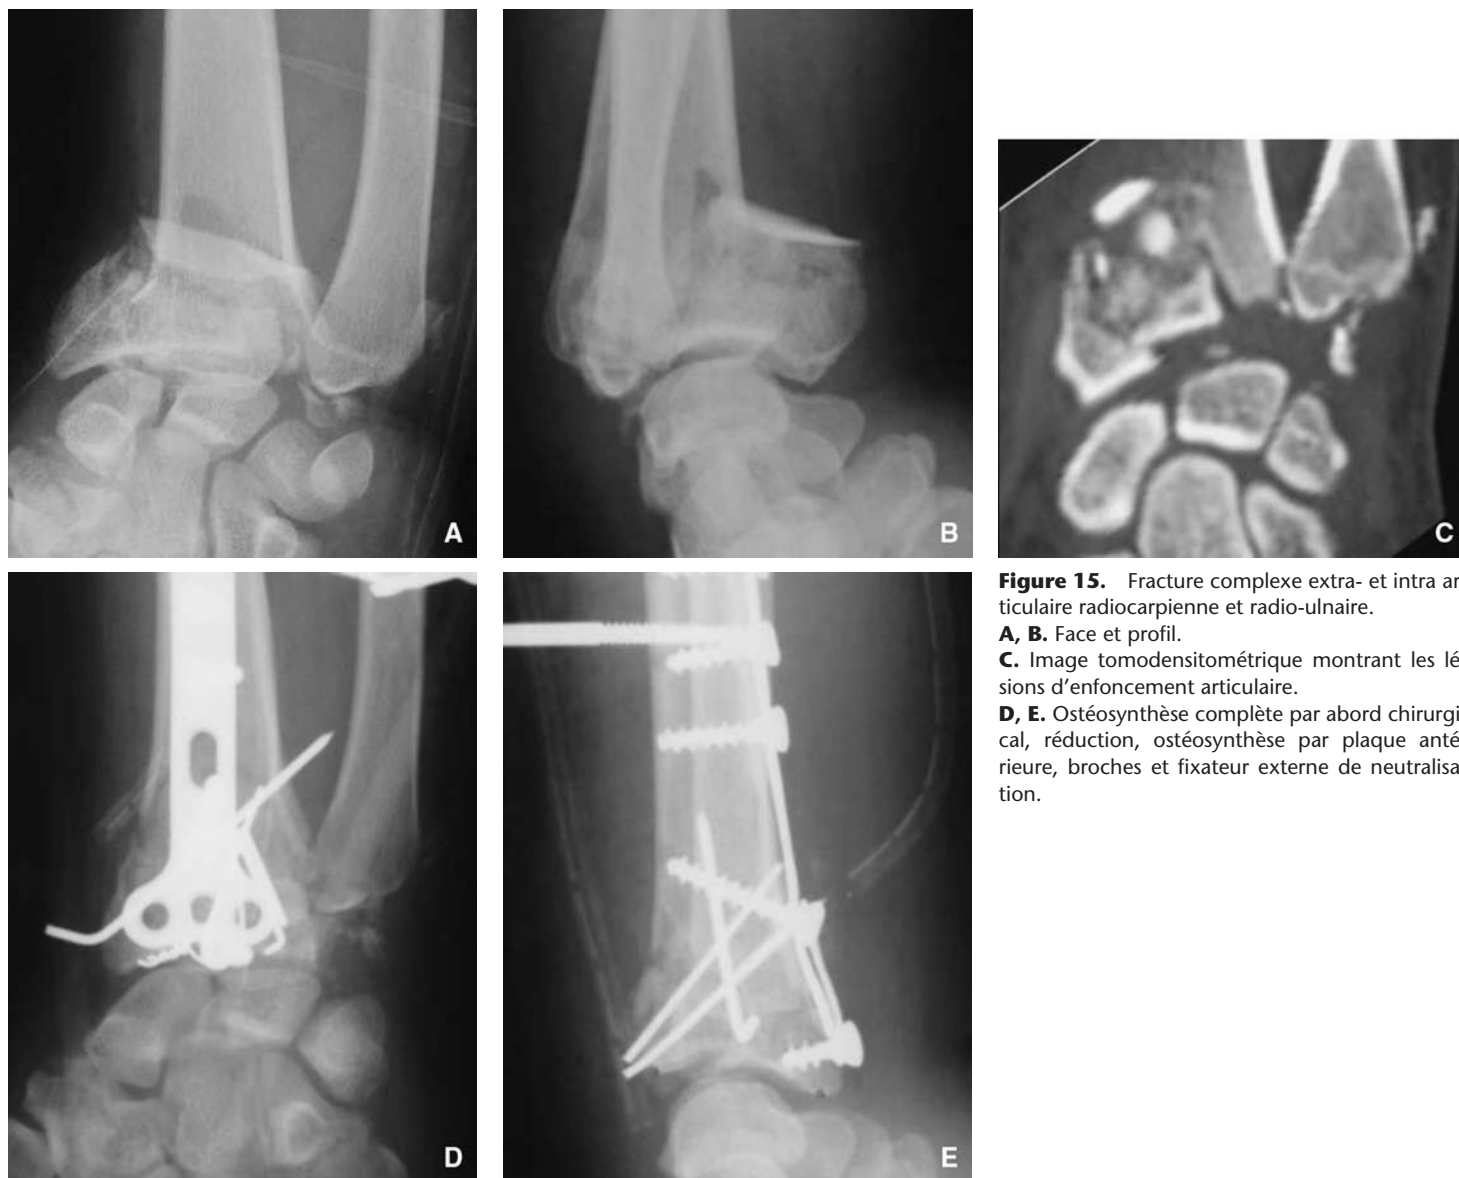 A
B
C
Figure 15. Fracture complexe extra- et intra ar
ticulaire radiocarpienne et radio-ulnaire.
A, B. Face et profil.
C. Image tomodensitométrique montrant les lé
sions d'enfoncement articulaire.
D, E. Ostéosynthèse complète par abord chirurgi
cal, réduction, ostéosynthèse par plaque anté
rieure, broches et fixateur externe de neutralisa
tion.
D
E